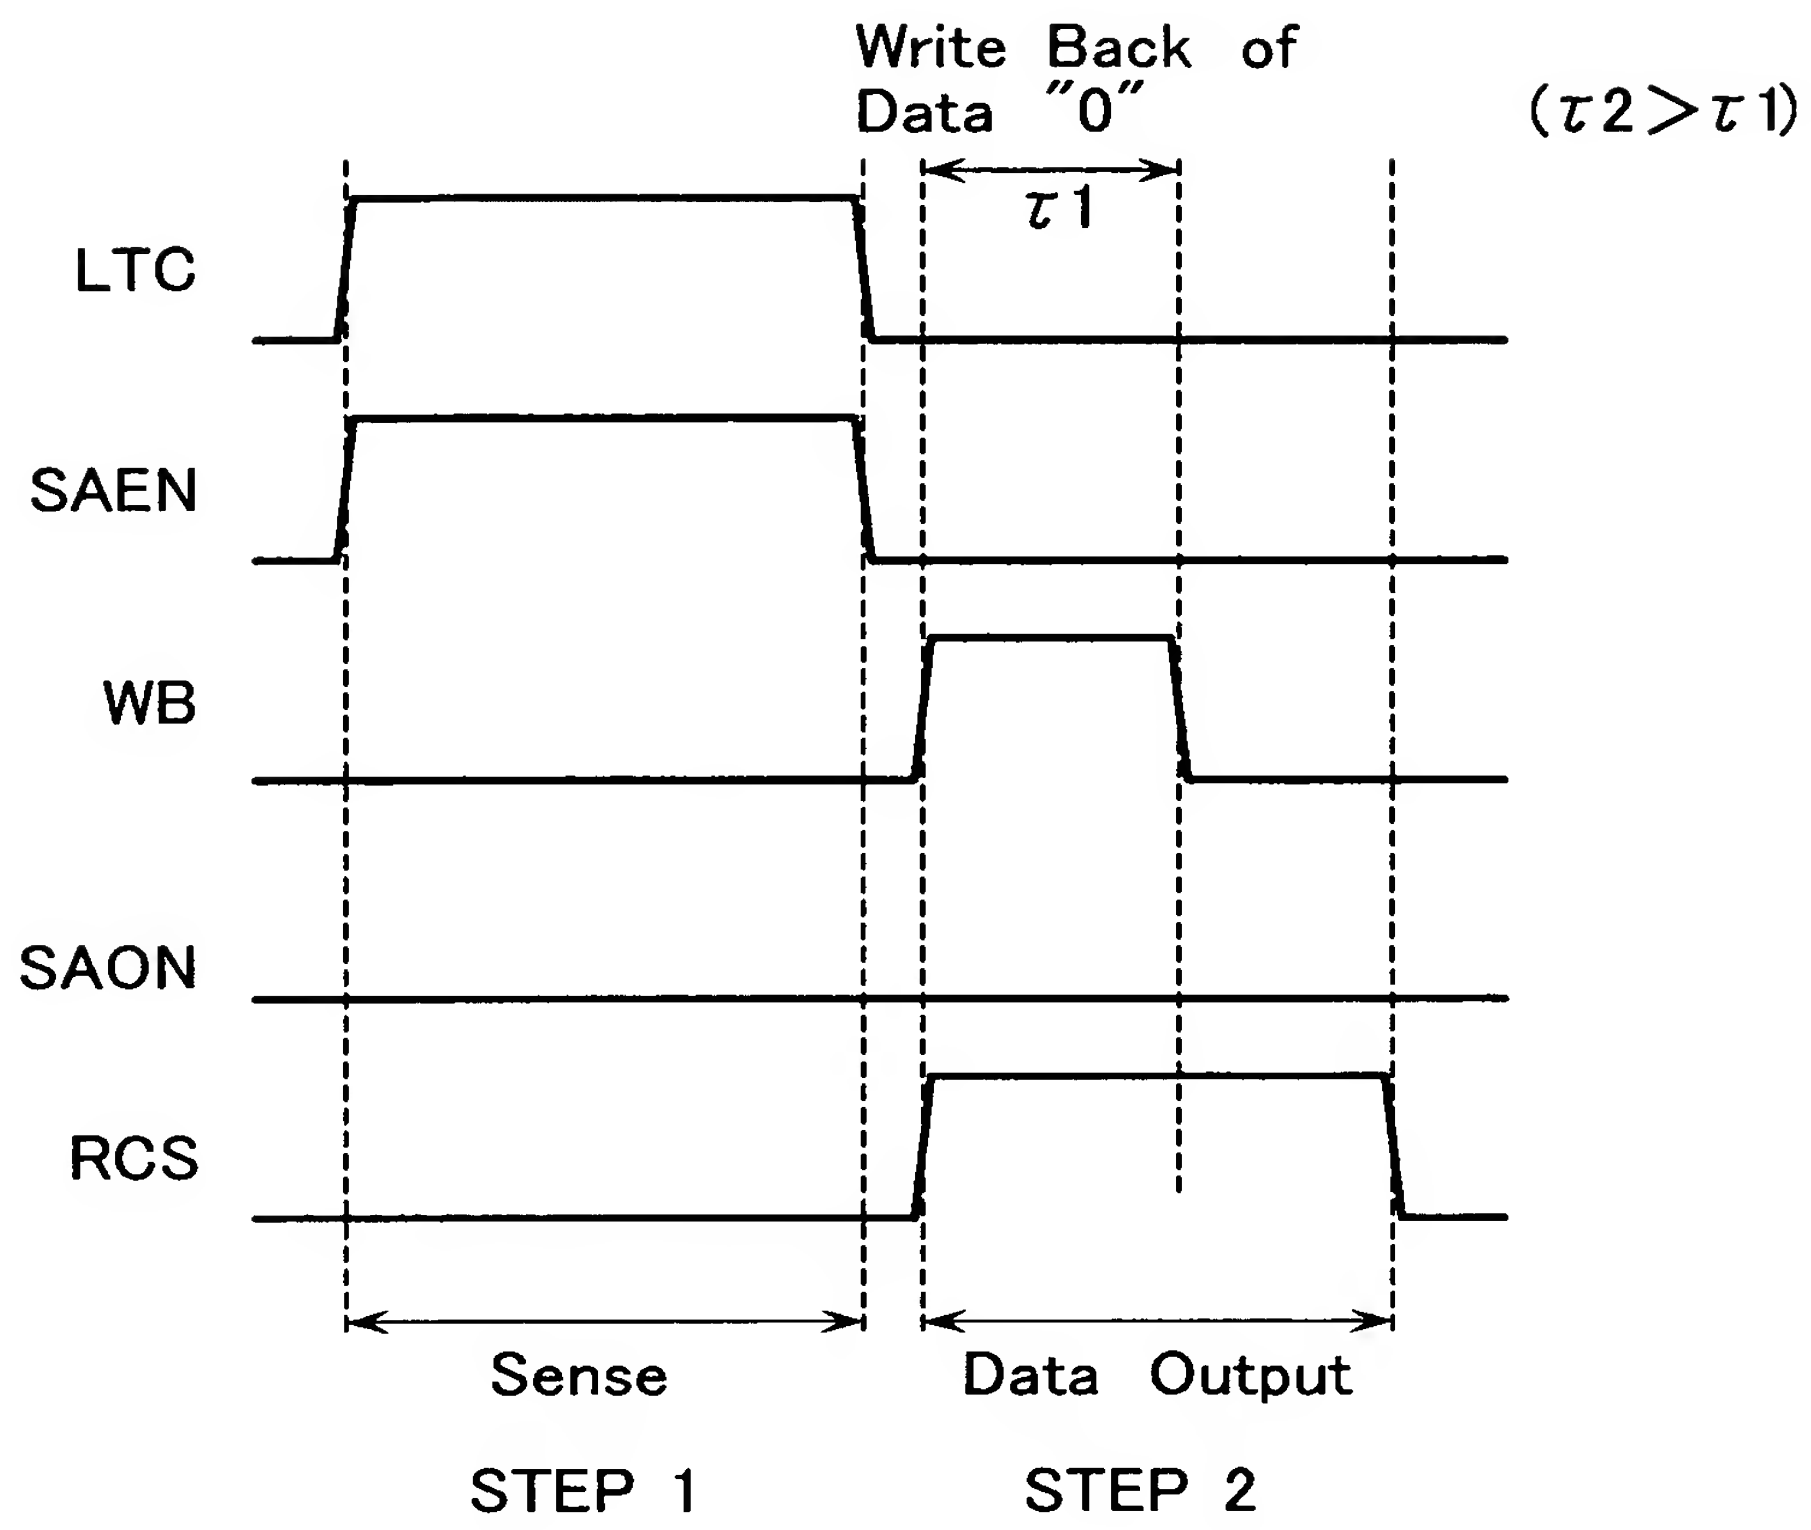 Write Back of
Data "0"
(τ2>τ1)
τ1
LTC
SAEN
WB
SAON
RCS
Sense
Data Output
STEP 1
STEP 2